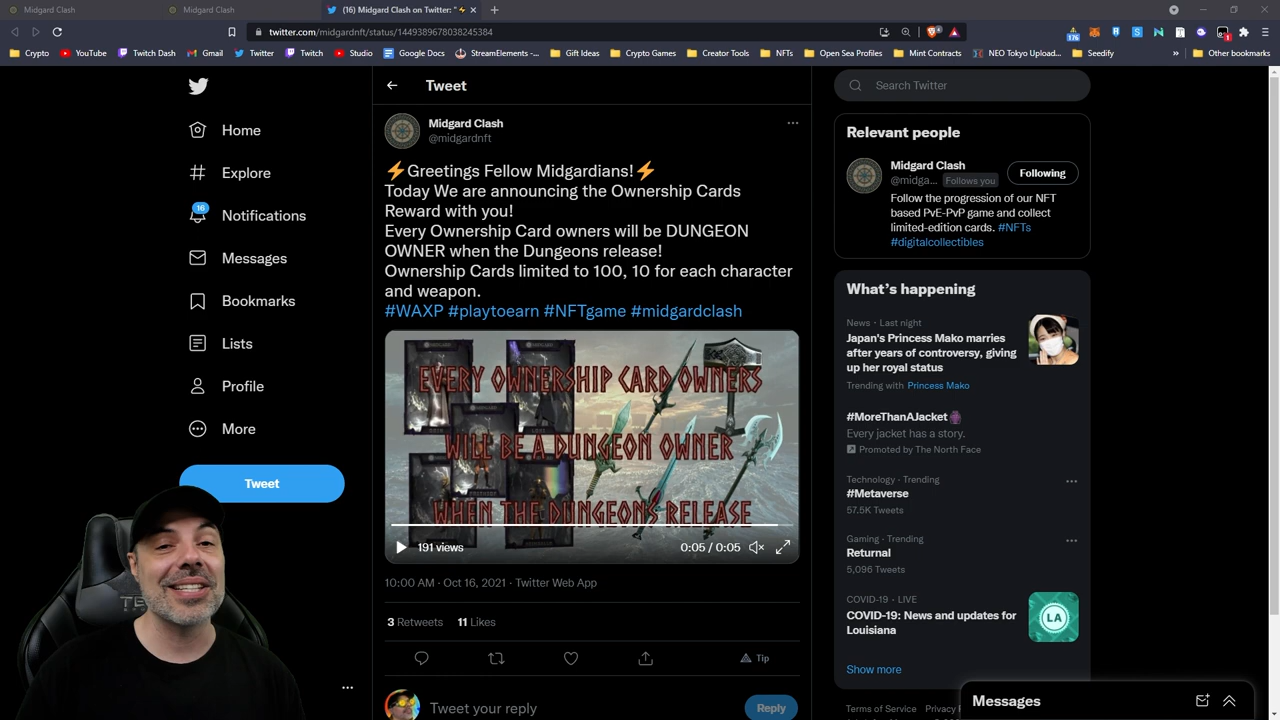 Midgard Clash
Midgard Clash
(16) Midgard Clash on Twitter: "⚡
twitter.com/midgardnft/status/1449389678038245384
Crypto
YouTube
Twitch Dash
Gmail
Twitter
Twitch
Studio
Google Docs
StreamElements -...
Gift Ideas
Crypto Games
Creator Tools
NFTs
Open Sea Profiles
Mint Contracts
NEO Tokyo Upload...
Seedify
»
Other bookmarks
Home
Explore
16
Notifications
Messages
Bookmarks
Lists
Profile
More
Tweet
Tweet
Midgard Clash
@midgardnft
⚡Greetings Fellow Midgardians!⚡
Today We are announcing the Ownership Cards
Reward with you!
Every Ownership Card owners will be DUNGEON
OWNER when the Dungeons release!
Ownership Cards limited to 100, 10 for each character
and weapon.
#WAXP #playtoearn #NFTgame #midgardclash
EVERY OWNERSHIP CARD OWNERS
WILL BE A DUNGEON OWNER
WHEN THE DUNGEONS RELEASE
191 views
0:05 / 0:05
10:00 AM · Oct 16, 2021 · Twitter Web App
3 Retweets 11 Likes
Tip
Tweet your reply
Reply
Search Twitter
Relevant people
Midgard Clash
@midga... Follows you
Following
Follow the progression of our NFT
based PvE-PvP game and collect
limited-edition cards. #NFTs
#digitalcollectibles
What's happening
News · Last night
Japan's Princess Mako marries
after years of controversy, giving
up her royal status
Trending with Princess Mako
#MoreThanAJacket
Every jacket has a story.
Promoted by The North Face
Technology · Trending
#Metaverse
57.5K Tweets
Gaming · Trending
Returnal
5,096 Tweets
COVID-19 · LIVE
COVID-19: News and updates for
Louisiana
LA
Show more
Terms of Service Privacy
Messages